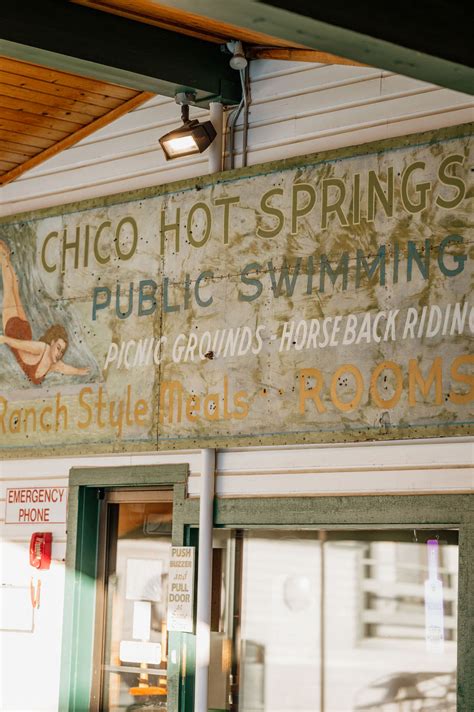 CHICO HOT SPRINGS
PUBLIC SWIMMING
PICNIC GROUNDS - HORSEBACK RIDING
Ranch Style Meals - ROOMS
EMERGENCY
PHONE
PUSH
BUZZER
and
PULL
DOOR